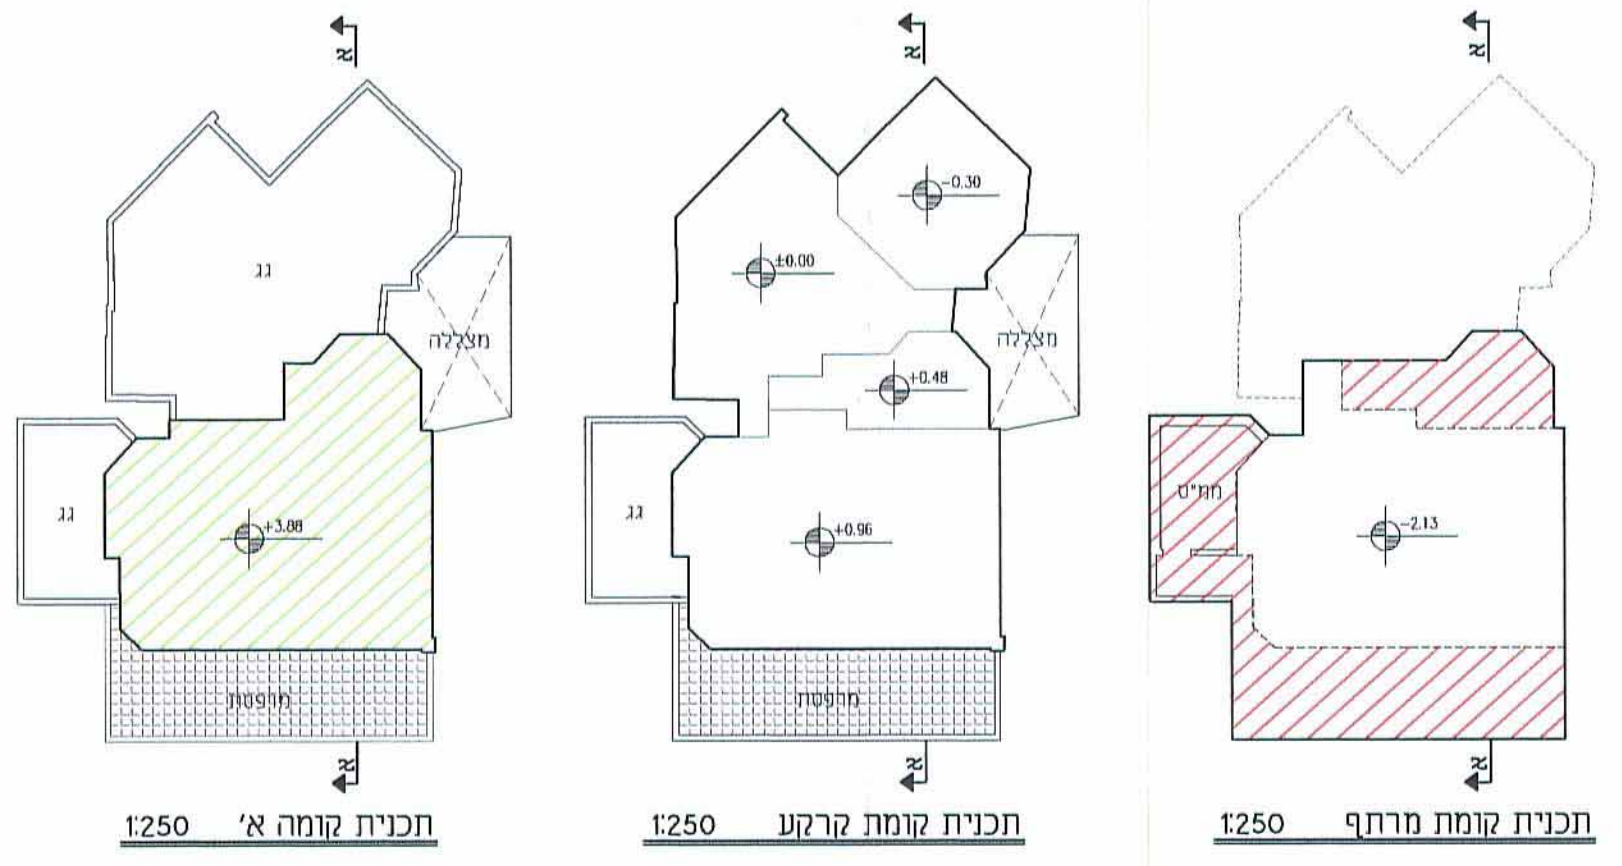 א
א
א
-0.30
±0.00
גג
מצללה
מצללה
+0.48
גג
+3.88
גג
+0.96
ממ"ט
-2.13
מרפסת
מרפסת
א
א
א
תכנית קומה א' 1:250
תכנית קומת קרקע 1:250
תכנית קומת מרתף 1:250